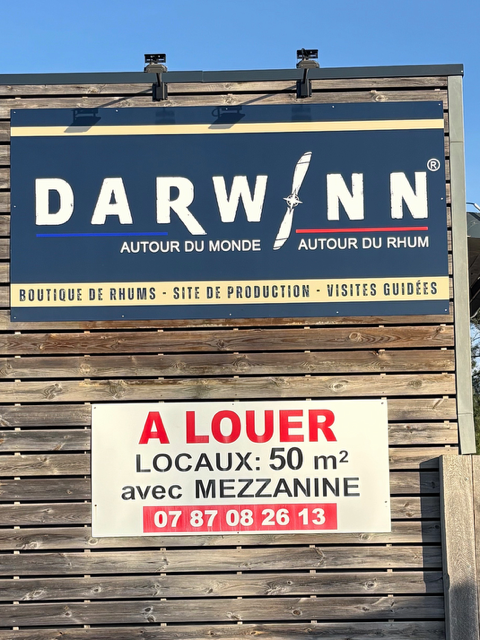 DARWINN®
AUTOUR DU MONDE AUTOUR DU RHUM
BOUTIQUE DE RHUMS - SITE DE PRODUCTION - VISITES GUIDÉES
A LOUER
LOCAUX: 50 m²
avec MEZZANINE
07 87 08 26 13